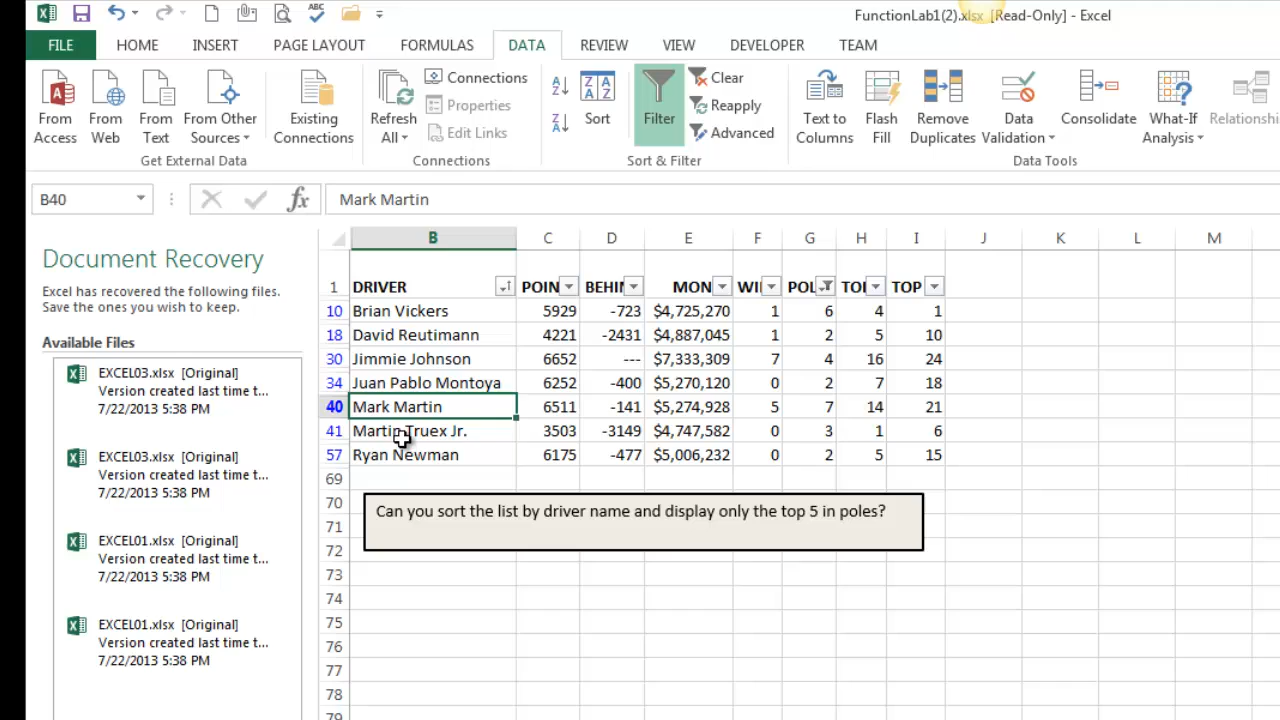 FunctionLab1(2).xlsx [Read-Only] - Excel
FILE HOME INSERT PAGE LAYOUT FORMULAS DATA REVIEW VIEW DEVELOPER TEAM
From Access
From Web
From Text
From Other Sources
Existing Connections
Get External Data
Refresh All
Connections
Properties
Edit Links
Connections
Sort
Filter
Clear
Reapply
Advanced
Sort & Filter
Text to Columns
Flash Fill
Remove Duplicates
Data Validation
Consolidate
What-If Analysis
Relationshi
Data Tools
B40
fx
Mark Martin
Document Recovery
Excel has recovered the following files.
Save the ones you wish to keep.
Available Files
EXCEL03.xlsx [Original]
Version created last time t...
7/22/2013 5:38 PM
EXCEL03.xlsx [Original]
Version created last time t...
7/22/2013 5:38 PM
EXCEL01.xlsx [Original]
Version created last time t...
7/22/2013 5:38 PM
EXCEL01.xlsx [Original]
Version created last time t...
7/22/2013 5:38 PM
B C D E F G H I J K L M
1 DRIVER POIN BEHI MON WI POL TO TOP
10 Brian Vickers 5929 -723 $4,725,270 1 6 4 1
18 David Reutimann 4221 -2431 $4,887,045 1 2 5 10
30 Jimmie Johnson 6652 --- $7,333,309 7 4 16 24
34 Juan Pablo Montoya 6252 -400 $5,270,120 0 2 7 18
40 Mark Martin 6511 -141 $5,274,928 5 7 14 21
41 Martin Truex Jr. 3503 -3149 $4,747,582 0 3 1 6
57 Ryan Newman 6175 -477 $5,006,232 0 2 5 15
69
70
Can you sort the list by driver name and display only the top 5 in poles?
71
72
73
74
75
76
77
78
79